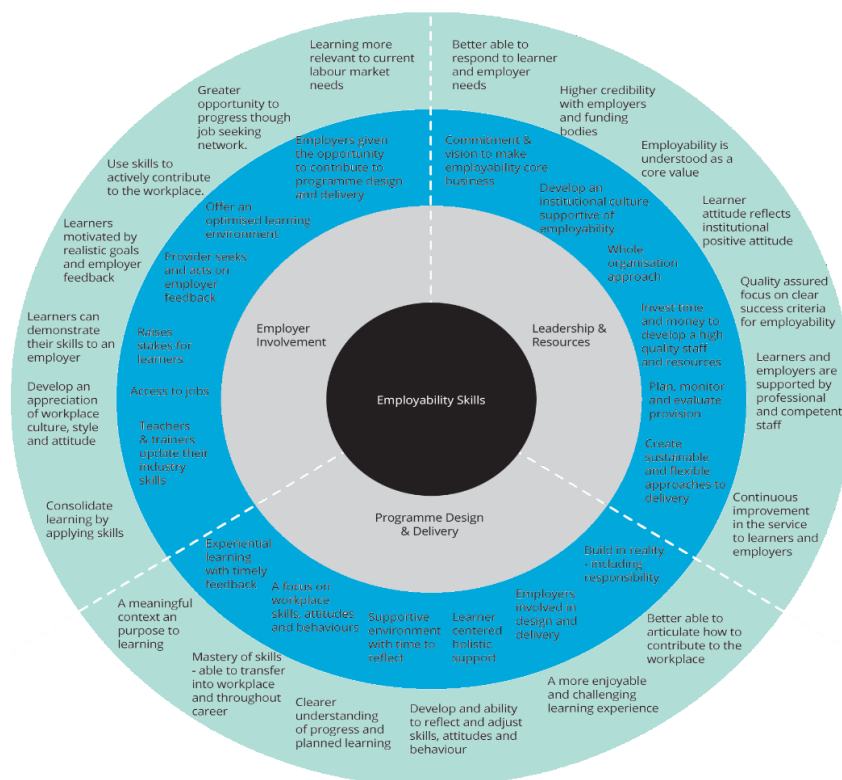 Learning more
relevant to current
labour market
needs
Better able to
respond to learner
and employer
needs
Greater
opportunity to
progress though
job seeking
network.
Higher credibility
with employers
and funding
bodies
Use skills to
actively contribute
to the workplace.
Employability is
understood as a
core value
Learners
motivated by
realistic goals
and employer
feedback
Learner
attitude reflects
institutional
positive attitude
Learners can
demonstrate
their skills to an
employer
Quality assured
focus on clear
success criteria
for employability
Develop an
appreciation
of workplace
culture, style
and attitude
Learners and
employers are
supported by
professional
and competent
staff
Consolidate
learning by
applying skills
Continuous
improvement
in the service
to learners and
employers
Employers given
the opportunity
to contribute to
programme design
and delivery
Commitment &
vision to make
employability core
business
Offer an
optimised learning
environment
Develop an
institutional culture
supportive of
employability
Provider seeks
and acts on
employer
feedback
Whole
organisation
approach
Raises
stakes for
learners
Invest time
and money to
develop a high
quality staff
and resources
Access to jobs
Plan, monitor
and evaluate
provision
Teachers
& trainers
update their
industry
skills
Create
sustainable
and flexible
approaches to
delivery
Employer
Involvement
Leadership &
Resources
Employability Skills
Programme Design
& Delivery
Experiential
learning
with timely
feedback
A focus on
workplace
skills, attitudes
and behaviours
Supportive
environment
with time to
reflect
Learner
centered
holistic
support
Employers
involved in
design and
delivery
Build in reality
- including
responsibility
A meaningful
context an
purpose to
learning
Mastery of skills
- able to transfer
into workplace
and throughout
career
Clearer
understanding
of progress and
planned learning
Develop and ability
to reflect and adjust
skills, attitudes and
behaviour
A more enjoyable
and challenging
learning experience
Better able to
articulate how to
contribute to the
workplace